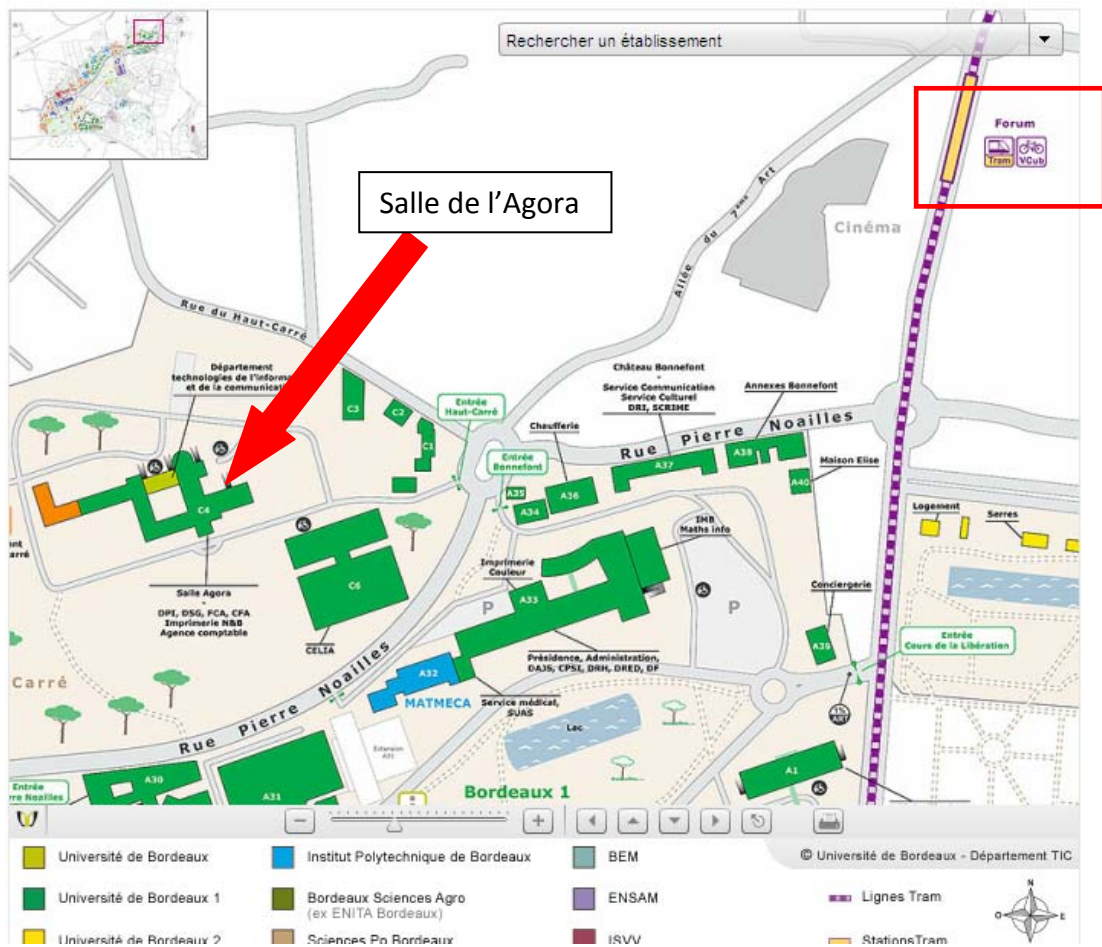 Rechercher un établissement
Forum
Tram
VCub
Salle de l’Agora
Allée du 7ème Art
Cinéma
Rue du Haut-Carré
Département
et de la
C3
C2
C1
Entrée
Haut-Carré
Château Bonnefont
-
Service Communication
Service Culturel
DRI, SCRIME
Annexes Bonnefont
Chaufferie
Rue Pierre Noailles
Entrée
Bonnefont
A37
A38
Maison Elise
A40
A35
A36
A34
C4
Logement
Serres
IMB
Maths info
Imprimerie
Couleur
A33
C6
P
P
Conciergerie
Salle Agora
-
DPI, DSG, FCA, CFA
Imprimerie N&B
Agence comptable
CELIA
A39
Entrée
Cours de la Libération
Présidence, Administration,
DAJS, CPSI, DRH, DRED, DF
A32
MATMECA
Service médical,
SUAS
Carré
1%
ART
Rue Pierre Noailles
Lac
Extension
A30
A31
A1
Entrée
Noailles
Bordeaux 1
Université de Bordeaux
Institut Polytechnique de Bordeaux
BEM
© Université de Bordeaux - Département TIC
Université de Bordeaux 1
Bordeaux Sciences Agro
(ex ENITA Bordeaux)
ENSAM
Lignes Tram
N
O
E
Université de Bordeaux 2
Sciences Po Bordeaux
ISVV
StationsTram